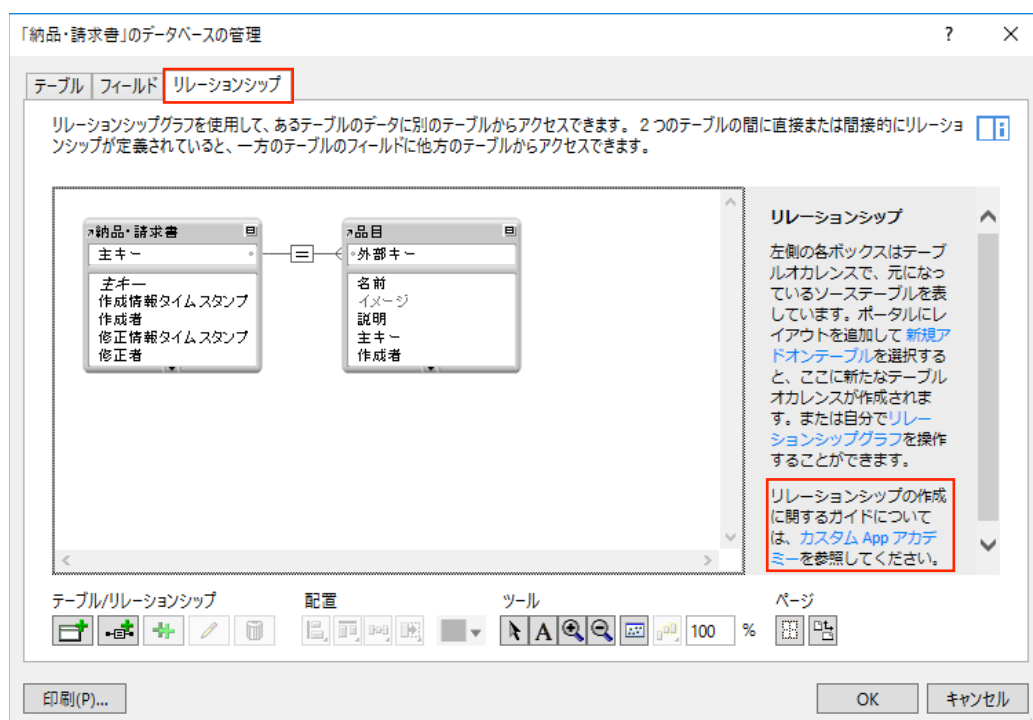 「納品・請求書」のデータベースの管理
? ×
テーブル フィールド リレーションシップ
リレーションシップグラフを使用して、あるテーブルのデータに別のテーブルからアクセスできます。 2 つのテーブルの間に直接または間接的にリレーショ
ンシップが定義されていると、一方のテーブルのフィールドに他方のテーブルからアクセスできます。
納品・請求書
主キー
主キー
作成情報タイムスタンプ
作成者
修正情報タイムスタンプ
修正者
=
品目
外部キー
名前
イメージ
説明
主キー
作成者
リレーションシップ
左側の各ボックスはテーブ
ルオカレンスで、元になっ
ているソーステーブルを表
しています。ポータルにレ
イアウトを追加して 新規ア
ドオンテーブルを選択する
と、ここに新たなテーブル
オカレンスが作成されま
す。または自分でリレー
ションシップグラフを操作
することができます。
リレーションシップの作成
に関するガイドについて
は、カスタム App アカデ
ミーを参照してください。
テーブル/リレーションシップ 配置 ツール ページ
A 100 %
印刷(P)... OK キャンセル